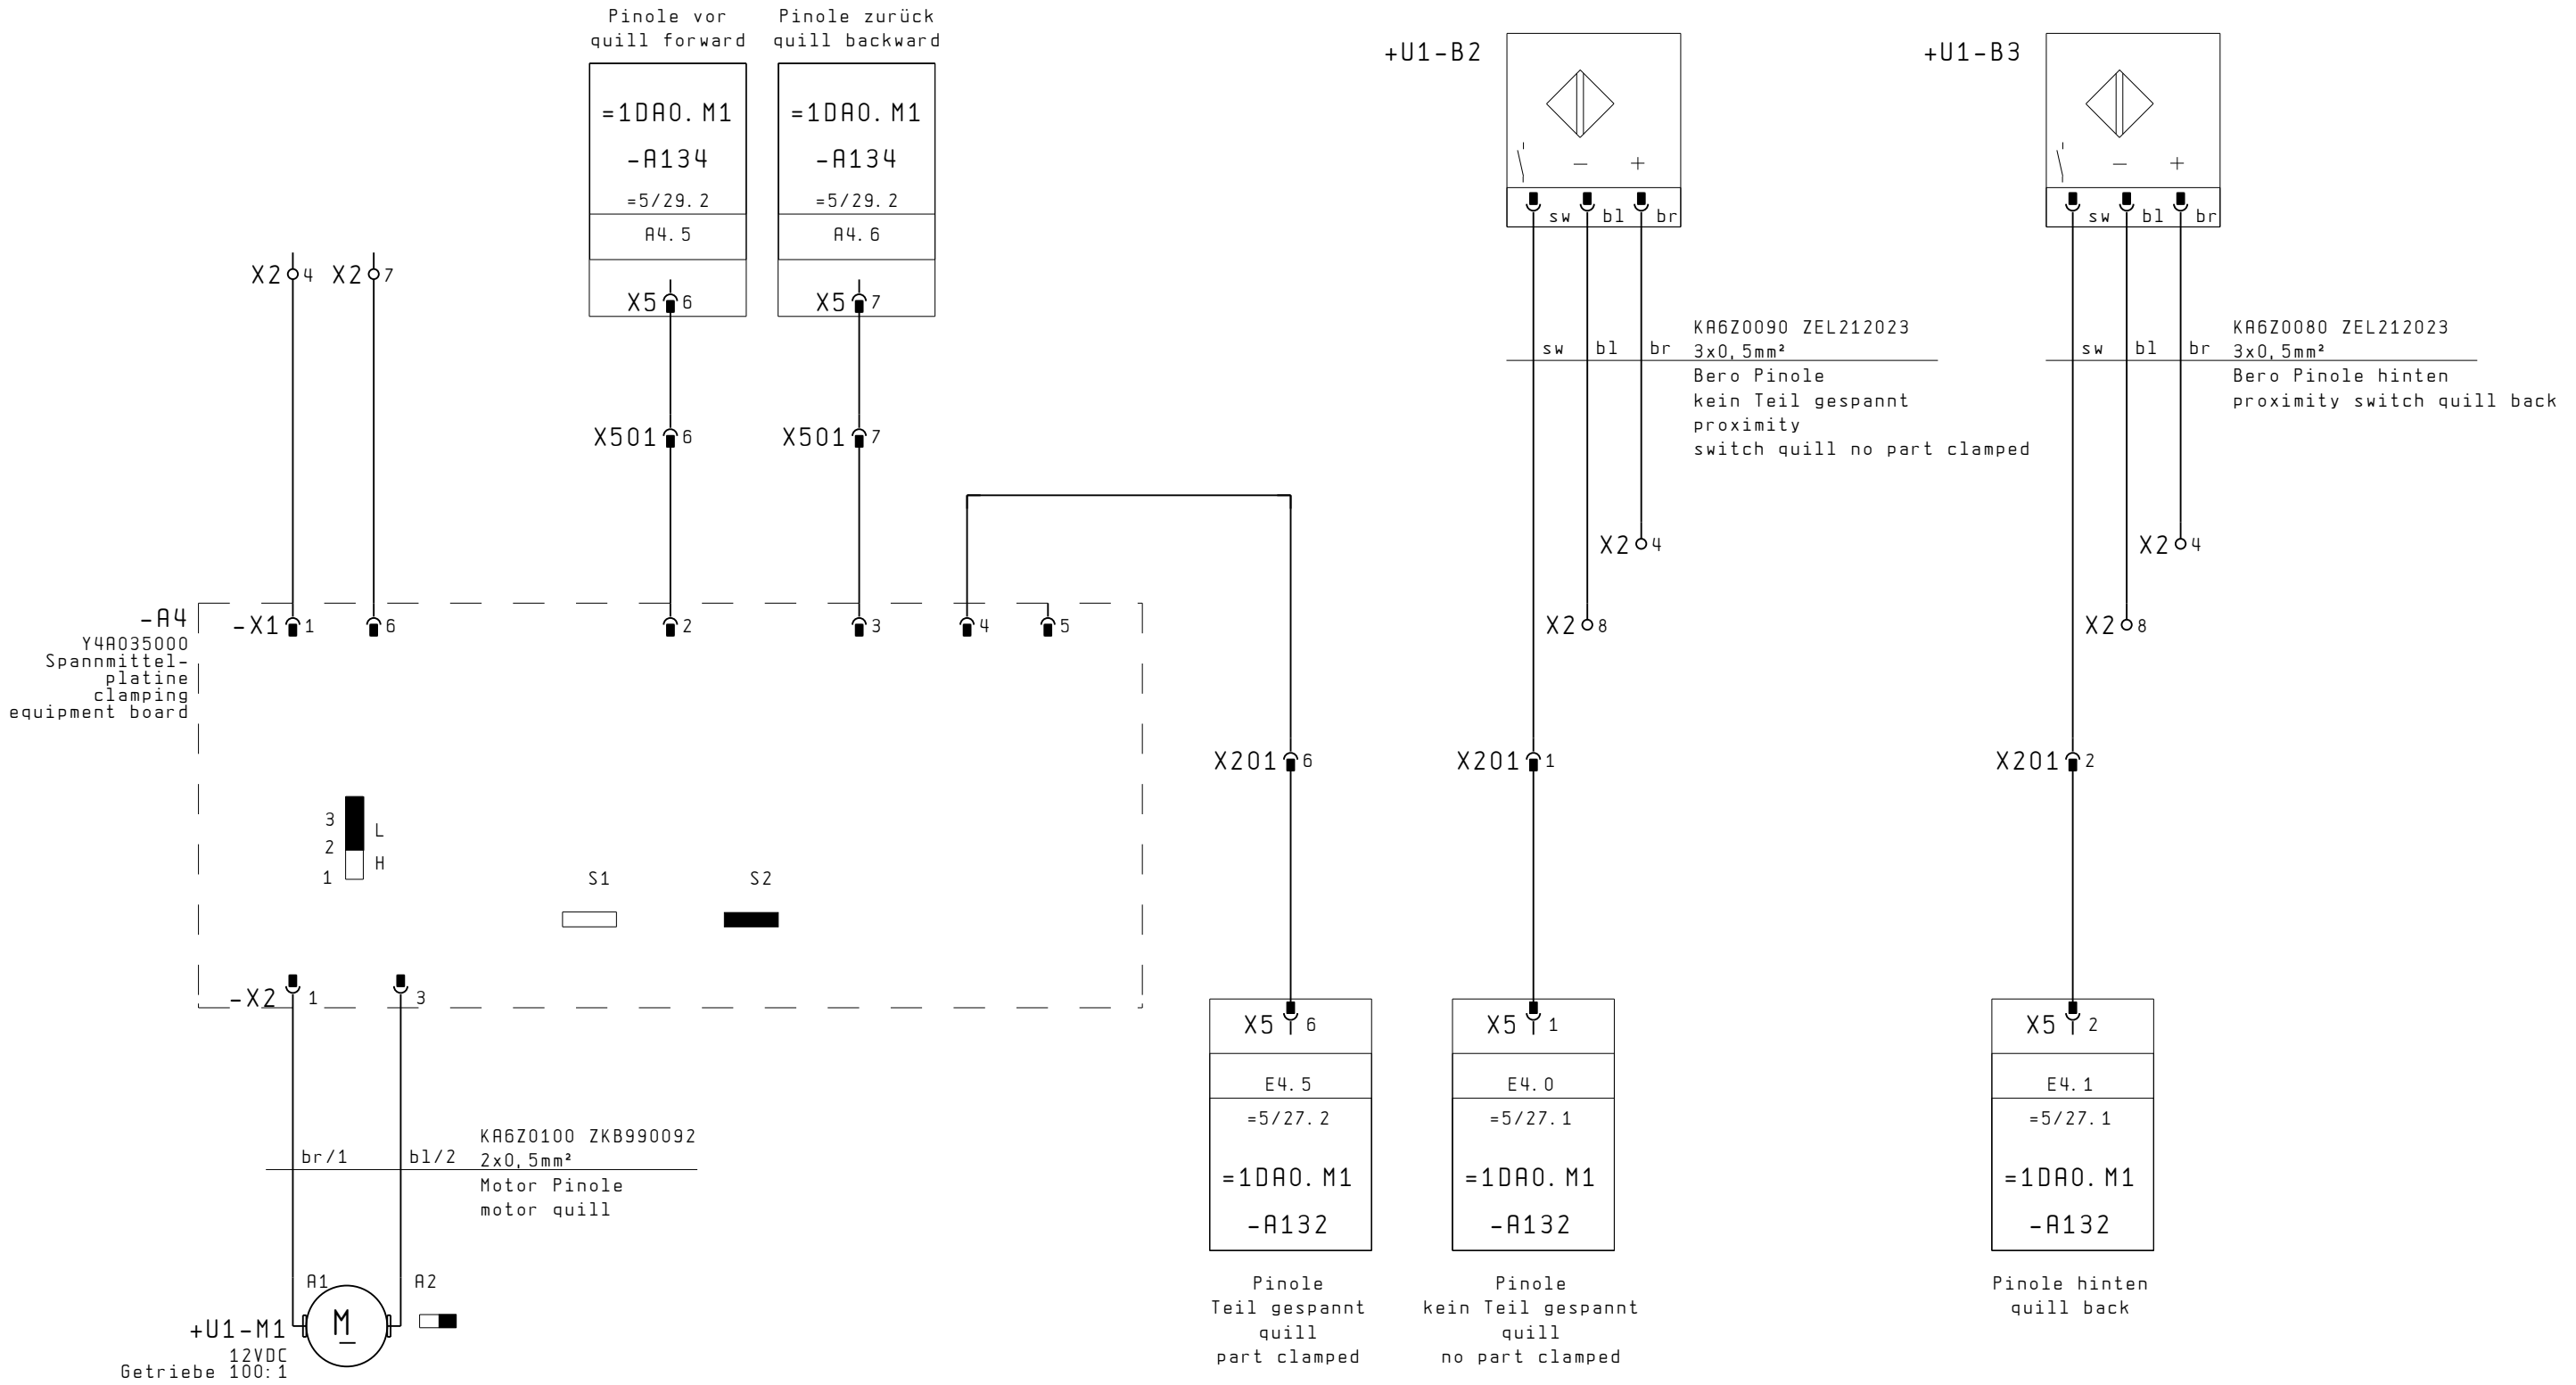 Pinole vor
quill forward
=1DA0.M1
-A134
=5/29.2
A4.5
X5 6
Pinole zurück
quill backward
=1DA0.M1
-A134
=5/29.2
A4.6
X5 7
+U1-B2
- +
sw bl br
+U1-B3
- +
sw bl br
X2 4
X2 7
X501 6
X501 7
sw bl br
KA6Z0090 ZEL212023
3x0,5mm²
Bero Pinole
kein Teil gespannt
proximity
switch quill no part clamped
sw bl br
KA6Z0080 ZEL212023
3x0,5mm²
Bero Pinole hinten
proximity switch quill back
X2 4
X2 8
X2 4
X2 8
-A4
Y4A035000
Spannmittel-
platine
clamping
equipment board
-X1 1 6 2 3 4 5
X201 6
X201 1
X201 2
3
2
1
L
H
S1
S2
-X2 1 3
br/1 bl/2
KA6Z0100 ZKB990092
2x0,5mm²
Motor Pinole
motor quill
A1 A2
M
+U1-M1
12VDC
Getriebe 100:1
X5 6
E4.5
=5/27.2
=1DA0.M1
-A132
Pinole
Teil gespannt
quill
part clamped
X5 1
E4.0
=5/27.1
=1DA0.M1
-A132
Pinole
kein Teil gespannt
quill
no part clamped
X5 2
E4.1
=5/27.1
=1DA0.M1
-A132
Pinole hinten
quill back